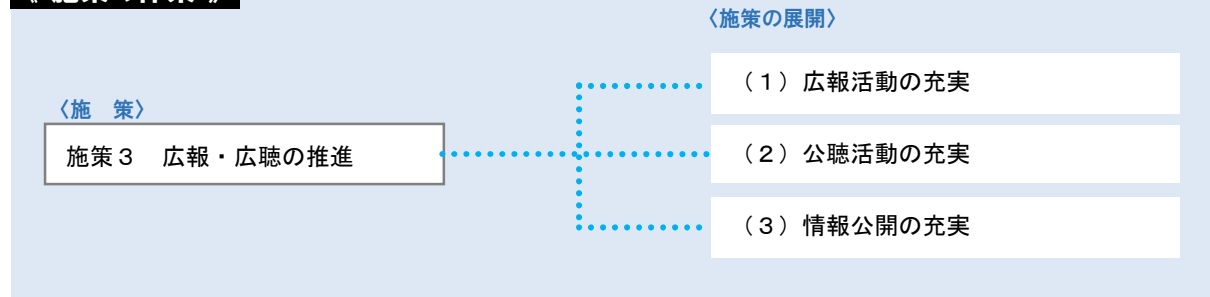 〈施策の展開〉
（１）広報活動の充実
〈施　策〉
施策３　広報・広聴の推進
（２）公聴活動の充実
（３）情報公開の充実